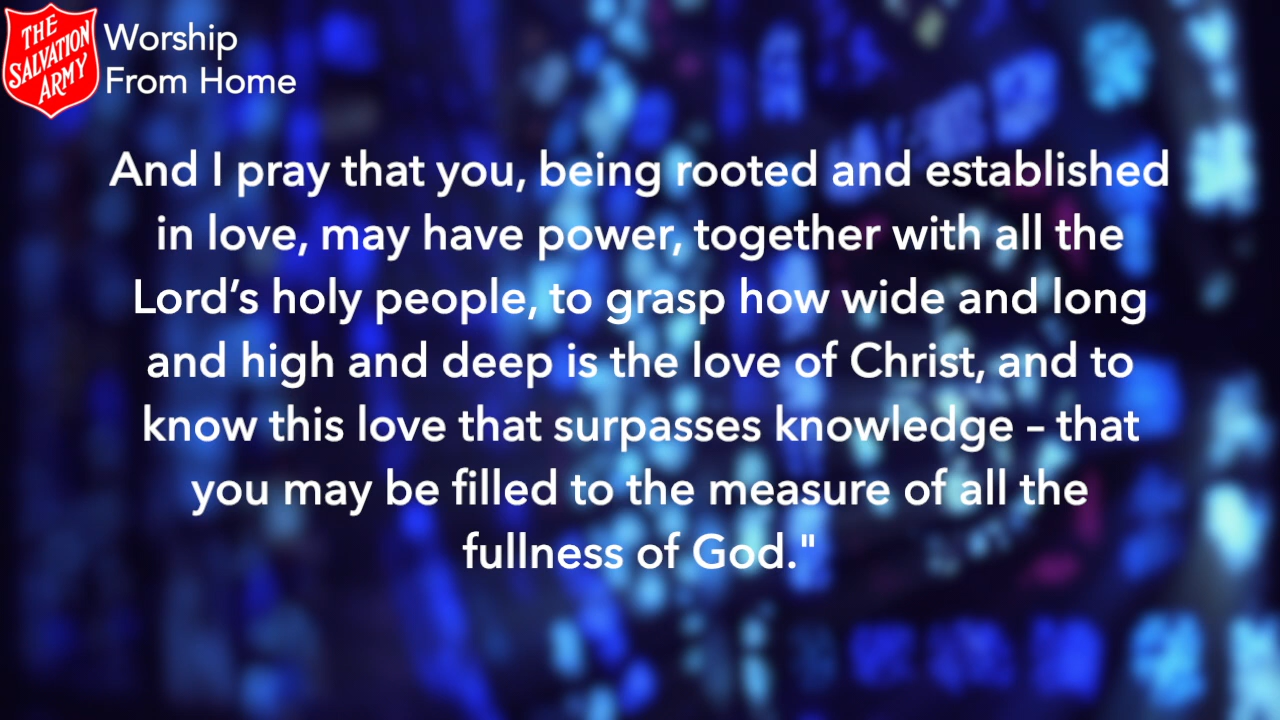 THE
SALVATION
ARMY
Worship
From Home
And I pray that you, being rooted and established
in love, may have power, together with all the
Lord’s holy people, to grasp how wide and long
and high and deep is the love of Christ, and to
know this love that surpasses knowledge – that
you may be filled to the measure of all the
fullness of God."